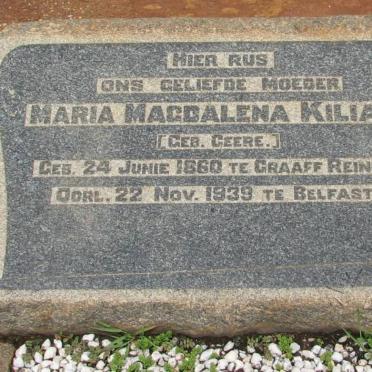 HIER RUS
ONS GELIEFDE MOEDER
MARIA MAGDALENA KILIA
[GEB. GEERE.]
GEB. 24 JUNIE 1860 TE GRAAFF REIN
OORL. 22 NOV. 1939 TE BELFAST